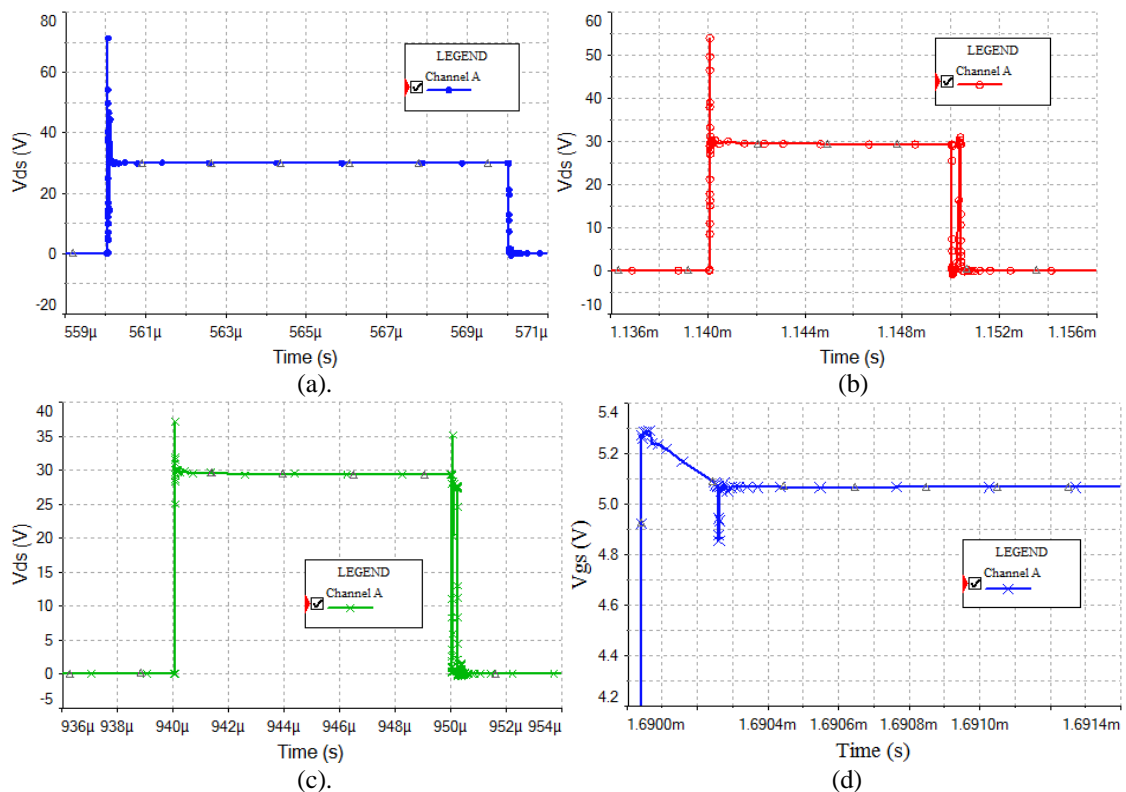 80
60
40
20
0
-20
Vds (V)
559µ 561µ 563µ 565µ 567µ 569µ 571µ
Time (s)
LEGEND
Channel A
(a).
60
50
40
30
20
10
0
-10
Vds (V)
1.136m 1.140m 1.144m 1.148m 1.152m 1.156m
Time (s)
LEGEND
Channel A
(b)
40
35
30
25
20
15
10
5
0
-5
Vds (V)
936µ 938µ 940µ 942µ 944µ 946µ 948µ 950µ 952µ 954µ
Time (s)
LEGEND
Channel A
(c).
5.4
5.2
5.0
4.8
4.6
4.4
4.2
Vgs (V)
1.6900m 1.6904m 1.6906m 1.6908m 1.6910m 1.6914m
Time (s)
LEGEND
Channel A
(d)